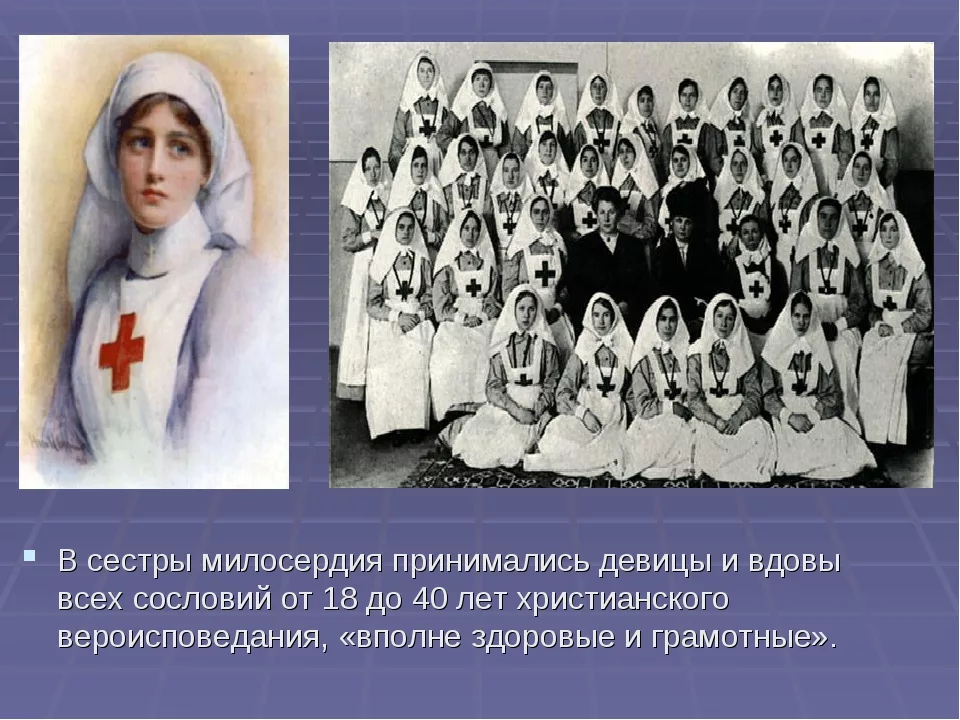 В сестры милосердия принимались девицы и вдовы
всех сословий от 18 до 40 лет христианского
вероисповедания, «вполне здоровые и грамотные».